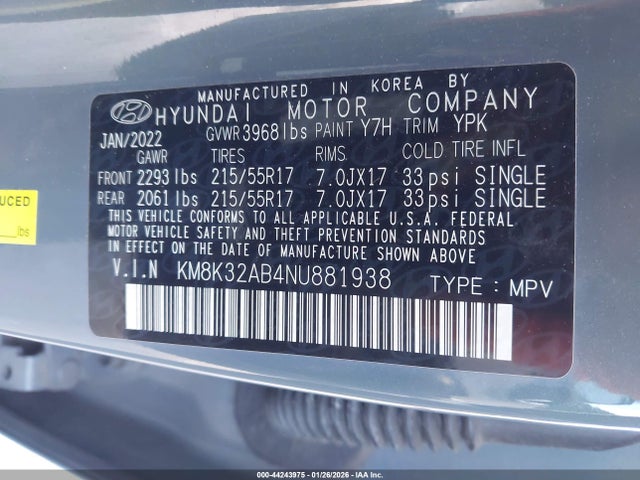 MANUFACTURED IN KOREA BY
HYUNDAI MOTOR COMPANY
JAN/2022 GVWR 3968lbs PAINT Y7H TRIM YPK
GAWR TIRES RIMS COLD TIRE INFL
FRONT 2293lbs 215/55R17 7.0JX17 33psi SINGLE
REAR 2061lbs 215/55R17 7.0JX17 33psi SINGLE
THIS VEHICLE CONFORMS TO ALL APPLICABLE U.S.A. FEDERAL
MOTOR VEHICLE SAFETY AND THEFT PREVENTION STANDARDS
IN EFFECT ON THE DATE OF MANUFACTURE SHOWN ABOVE.
V.I.N KM8K32AB4NU881938 TYPE : MPV
UCED
lbs
000-44243975 - 01/26/2026 - IAA Inc.